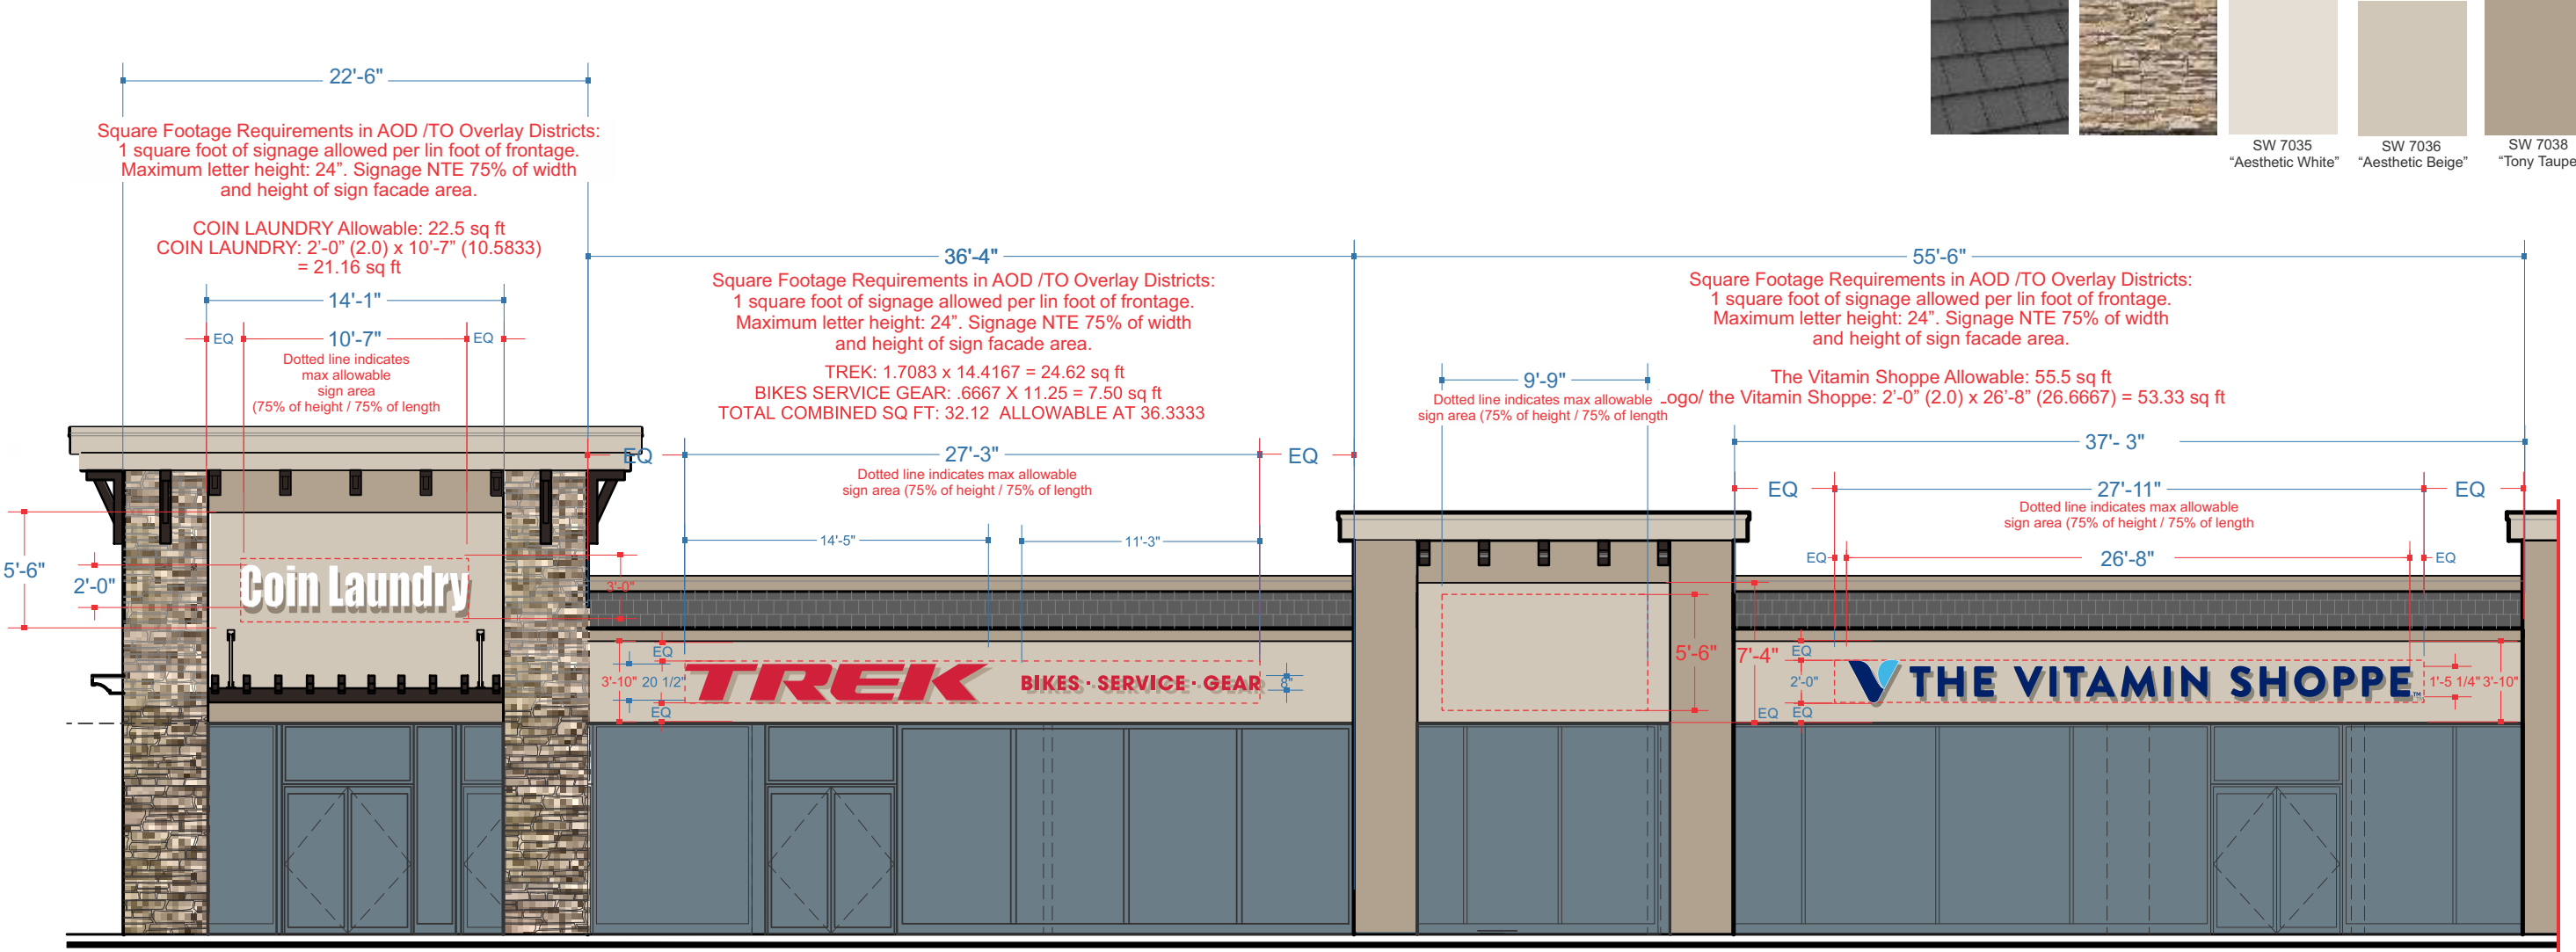 SW 7035
“Aesthetic White”
SW 7036
“Aesthetic Beige”
SW 7038
“Tony Taupe
22'-6"
Square Footage Requirements in AOD /TO Overlay Districts:
1 square foot of signage allowed per lin foot of frontage.
Maximum letter height: 24”. Signage NTE 75% of width
and height of sign facade area.
COIN LAUNDRY Allowable: 22.5 sq ft
COIN LAUNDRY: 2’-0” (2.0) x 10’-7” (10.5833)
= 21.16 sq ft
14'-1"
EQ 10'-7" EQ
Dotted line indicates
max allowable
sign area
(75% of height / 75% of length
5'-6"
2'-0"
Coin Laundry
3'-0"
36'-4"
Square Footage Requirements in AOD /TO Overlay Districts:
1 square foot of signage allowed per lin foot of frontage.
Maximum letter height: 24”. Signage NTE 75% of width
and height of sign facade area.
TREK: 1.7083 x 14.4167 = 24.62 sq ft
BIKES SERVICE GEAR: .6667 X 11.25 = 7.50 sq ft
TOTAL COMBINED SQ FT: 32.12 ALLOWABLE AT 36.3333
EQ 27'-3" EQ
Dotted line indicates max allowable
sign area (75% of height / 75% of length
14'-5" 11'-3"
EQ
3'-10" 20 1/2"
EQ
TREK BIKES · SERVICE · GEAR
8"
9'-9"
Dotted line indicates max allowable
sign area (75% of height / 75% of length
5'-6"
7'-4"
55'-6"
Square Footage Requirements in AOD /TO Overlay Districts:
1 square foot of signage allowed per lin foot of frontage.
Maximum letter height: 24”. Signage NTE 75% of width
and height of sign facade area.
The Vitamin Shoppe Allowable: 55.5 sq ft
ogo/ the Vitamin Shoppe: 2’-0” (2.0) x 26’-8” (26.6667) = 53.33 sq ft
37'- 3"
EQ 27'-11" EQ
Dotted line indicates max allowable
sign area (75% of height / 75% of length
EQ 26'-8" EQ
EQ
2'-0"
EQ EQ
THE VITAMIN SHOPPE™
1'-5 1/4" 3'-10"